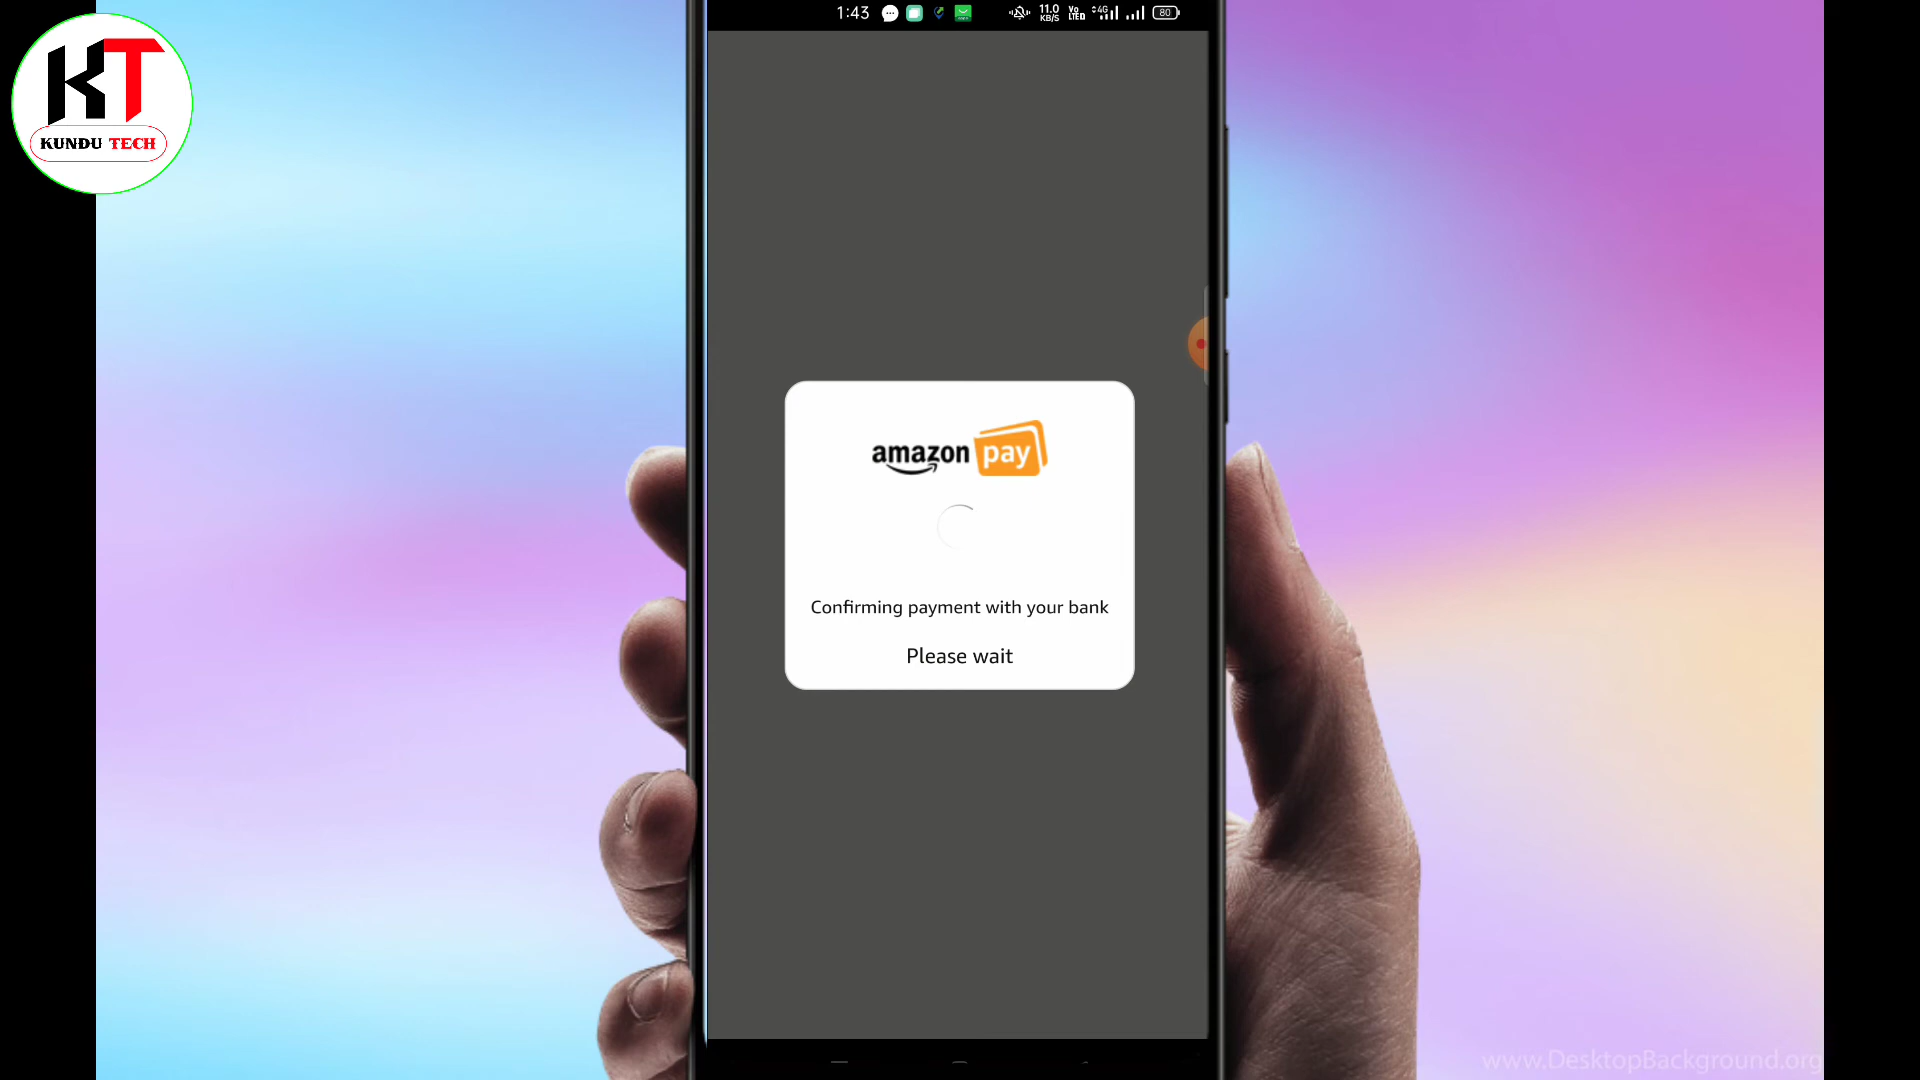 KT
KUNDU TECH
1:43
11.0
KB/S
Vo
LTED
4G
80
amazon pay
Confirming payment with your bank
Please wait
www.DesktopBackground.org